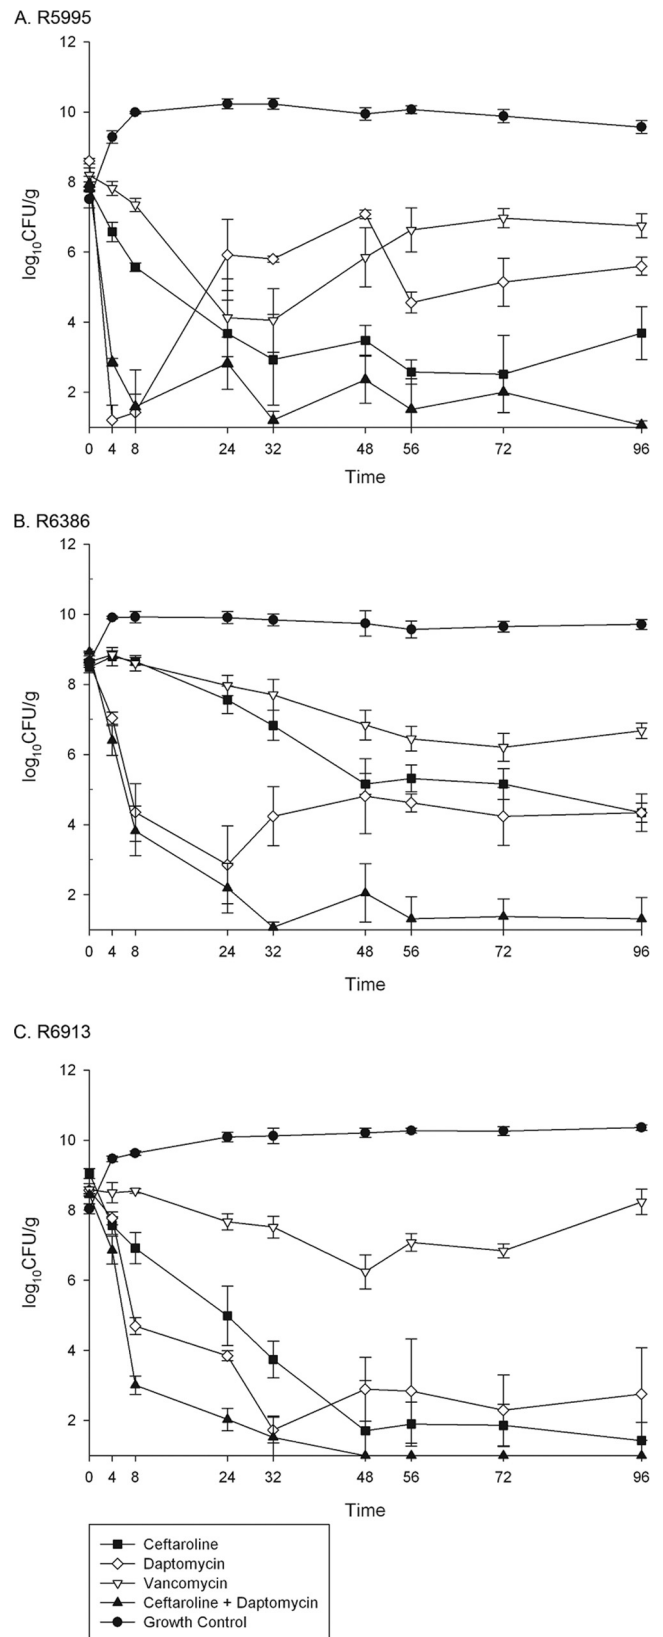 A. R5995
12
10
8
6
4
2
log10CFU/g
0 4 8 24 32 48 56 72 96
Time
B. R6386
12
10
8
6
4
2
log10CFU/g
0 4 8 24 32 48 56 72 96
Time
C. R6913
12
10
8
6
4
2
log10CFU/g
0 4 8 24 32 48 56 72 96
Time
Ceftaroline
Daptomycin
Vancomycin
Ceftaroline + Daptomycin
Growth Control